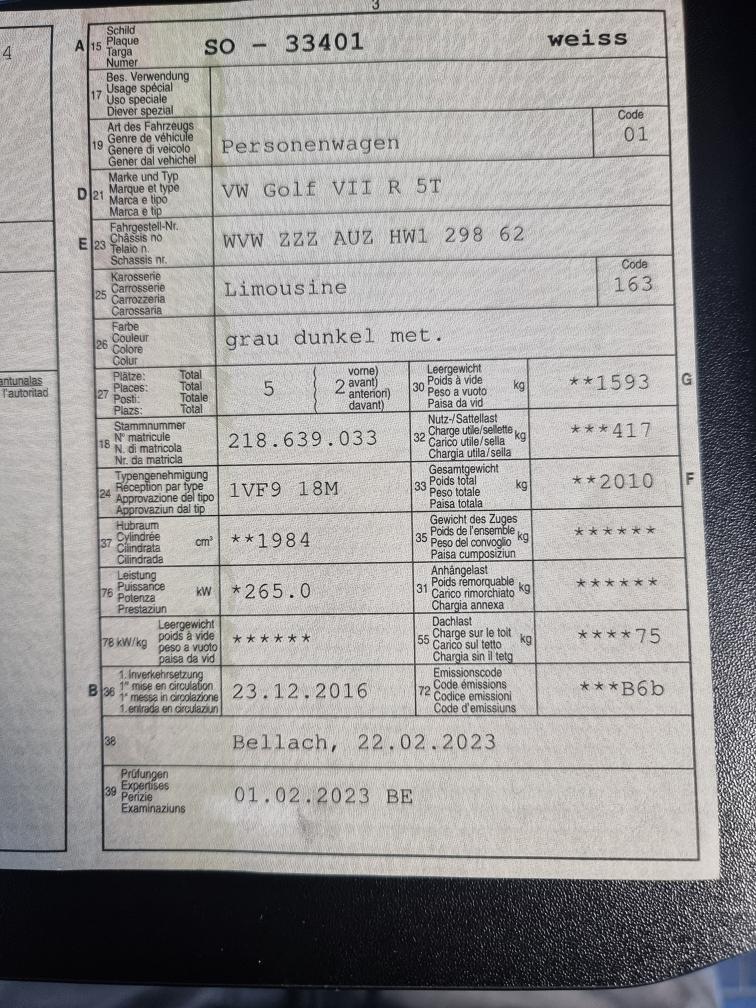 3
4
A 15 Schild
Plaque
Targa
Numer
SO - 33401 weiss
17 Bes. Verwendung
Usage spécial
Uso speciale
Diever spezial
19 Art des Fahrzeugs
Genre de véhicule
Genere di veicolo
Gener dal vehichel
Personenwagen
Code
01
D 21 Marke und Typ
Marque et type
Marca e tipo
Marca e tip
VW Golf VII R 5T
E 23 Fahrgestell-Nr.
Châssis no
Telaio n.
Schassis nr.
WVW ZZZ AUZ HW1 298 62
25 Karosserie
Carrosserie
Carrozzeria
Carossaria
Limousine
Code
163
26 Farbe
Couleur
Colore
Colur
grau dunkel met.
27 Plätze: Total
Places: Total
Posti: Totale
Plazs: Total
5 ( 2 vorne)
avant)
anteriori)
davant)
30 Leergewicht
Poids à vide
Peso a vuoto
Paisa da vid
kg
**1593 G
antunalas
l'autoritad
18 Stammnummer
N° matricule
N. di matricola
Nr. da matricla
218.639.033
32 Nutz-/Sattellast
Charge utile/sellette
Carico utile/sella
Chargia utila/sella
kg
***417
24 Typengenehmigung
Réception par type
Approvazione del tipo
Approvaziun dal tip
1VF9 18M
33 Gesamtgewicht
Poids total
Peso totale
Paisa totala
kg
**2010 F
37 Hubraum
Cylindrée
Cilindrata
Cilindrada
cm³
**1984
35 Gewicht des Zuges
Poids de l'ensemble
Peso del convoglio
Paisa cumposiziun
kg
******
76 Leistung
Puissance
Potenza
Prestaziun
kW
*265.0
31 Anhängelast
Poids remorquable
Carico rimorchiato
Chargia annexa
kg
******
78 kW/kg Leergewicht
poids à vide
peso a vuoto
paisa da vid
******
55 Dachlast
Charge sur le toit
Carico sul tetto
Chargia sin il tetg
kg
****75
B 36 1. Inverkehrsetzung
1re mise en circulation
1a messa in circolazione
1. entrada en circulaziun
23.12.2016
72 Emissionscode
Code émissions
Codice emissioni
Code d'emissiuns
***B6b
38
Bellach, 22.02.2023
39 Prüfungen
Expertises
Perizie
Examinaziuns
01.02.2023 BE